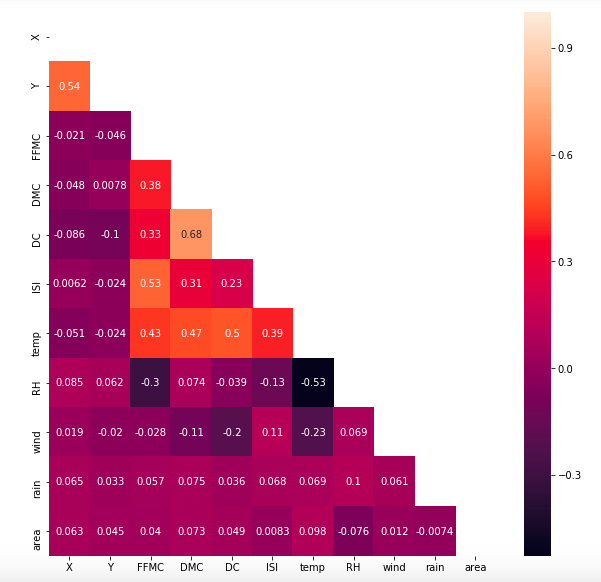 X
Y 0.54
FFMC -0.021 -0.046
DMC -0.048 0.0078 0.38
DC -0.086 -0.1 0.33 0.68
ISI 0.0062 -0.024 0.53 0.31 0.23
temp -0.051 -0.024 0.43 0.47 0.5 0.39
RH 0.085 0.062 -0.3 0.074 -0.039 -0.13 -0.53
wind 0.019 -0.02 -0.028 -0.11 -0.2 0.11 -0.23 0.069
rain 0.065 0.033 0.057 0.075 0.036 0.068 0.069 0.1 0.061
area 0.063 0.045 0.04 0.073 0.049 0.0083 0.098 -0.076 0.012 -0.0074
X Y FFMC DMC DC ISI temp RH wind rain area
0.9
0.6
0.3
0.0
−0.3